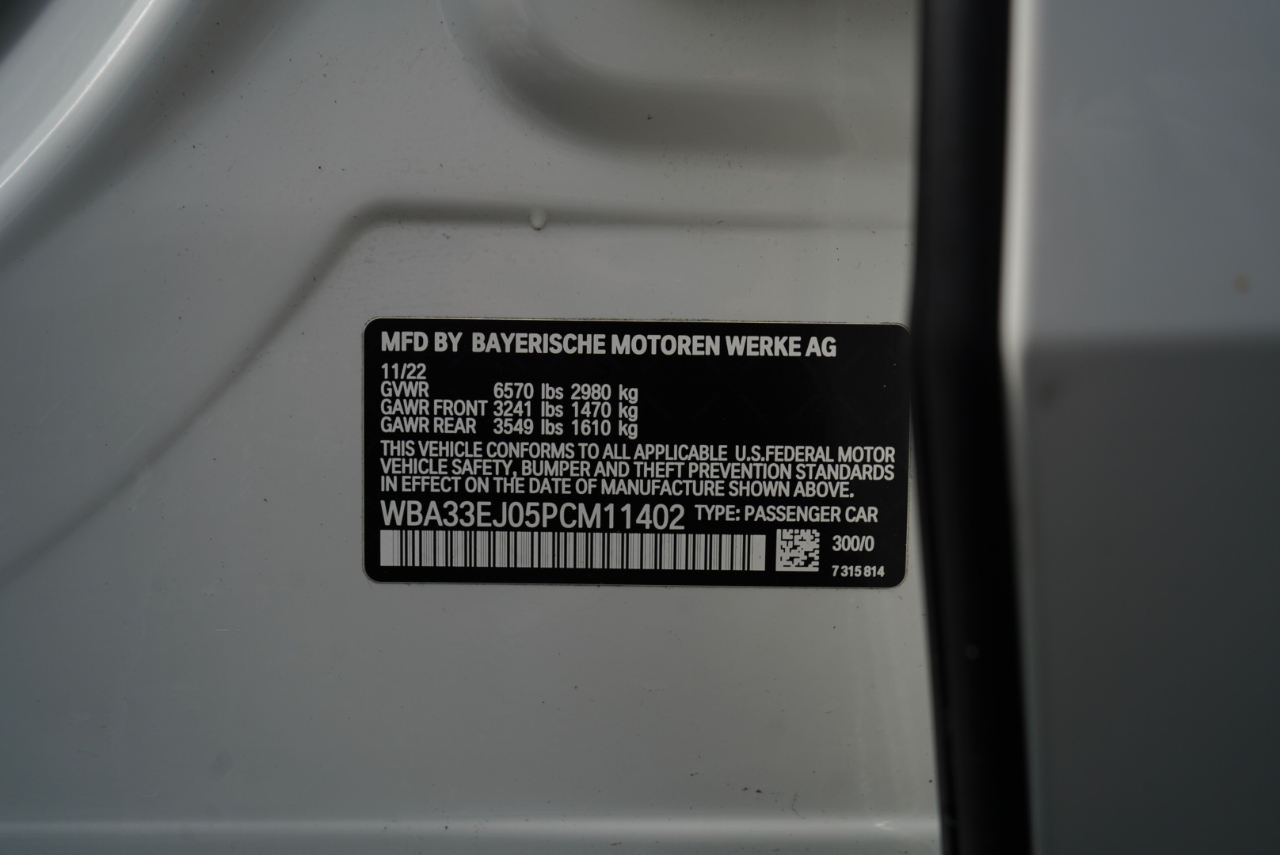 MFD BY BAYERISCHE MOTOREN WERKE AG
11/22
GVWR 6570 lbs 2980 kg
GAWR FRONT 3241 lbs 1470 kg
GAWR REAR 3549 lbs 1610 kg
THIS VEHICLE CONFORMS TO ALL APPLICABLE U.S.FEDERAL MOTOR
VEHICLE SAFETY, BUMPER AND THEFT PREVENTION STANDARDS
IN EFFECT ON THE DATE OF MANUFACTURE SHOWN ABOVE.
WBA33EJ05PCM11402 TYPE: PASSENGER CAR
300/0
7 315 814